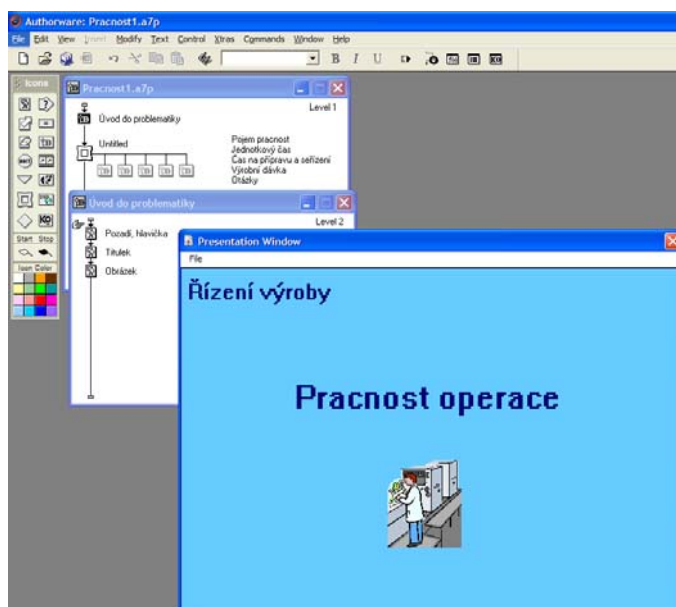 Authorware: Pracnost1.a7p
File Edit View Insert Modify Text Control Xtras Commands Window Help
B I U
Icons
Start Stop
Icon Color
Pracnost1.a7p
Level 1
Úvod do problematiky
Untitled
Pojem pracnost
Jednotkový čas
Čas na přípravu a seřízení
Výrobní dávka
Otázky
Úvod do problematiky
Level 2
Pozadí, hlavička
Titulek
Obrázek
Presentation Window
File
Řízení výroby
Pracnost operace